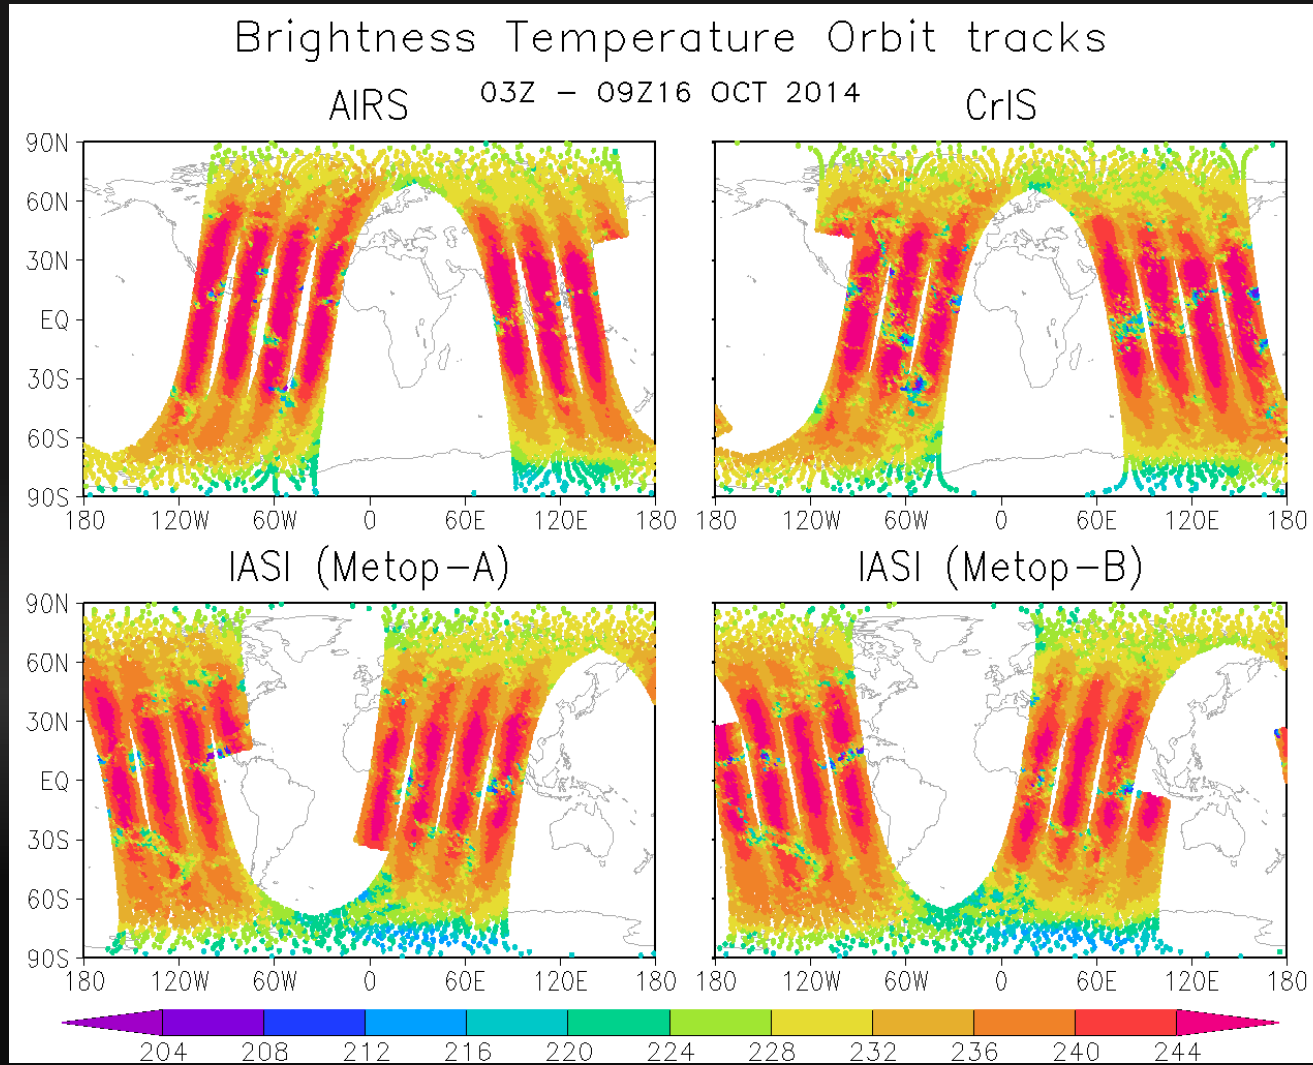 Brightness Temperature Orbit tracks
03Z - 09Z16 OCT 2014
AIRS
CrIS
90N
60N
30N
EQ
30S
60S
90S
180 120W 60W 0 60E 120E 180
180 120W 60W 0 60E 120E 180
IASI (Metop-A)
IASI (Metop-B)
90N
60N
30N
EQ
30S
60S
90S
180 120W 60W 0 60E 120E 180
180 120W 60W 0 60E 120E 180
204 208 212 216 220 224 228 232 236 240 244